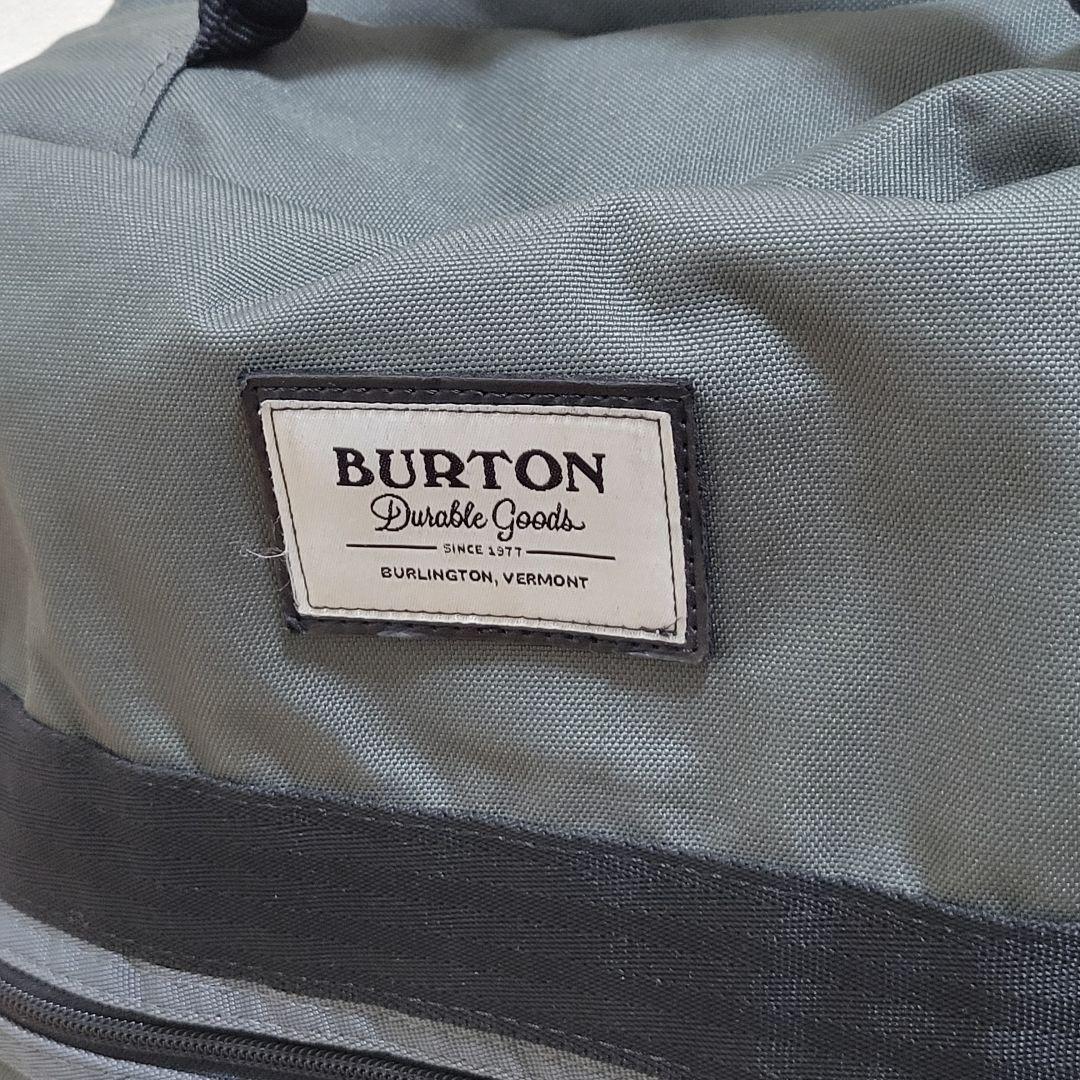 BURTON
Durable Goods
SINCE 1977
BURLINGTON, VERMONT